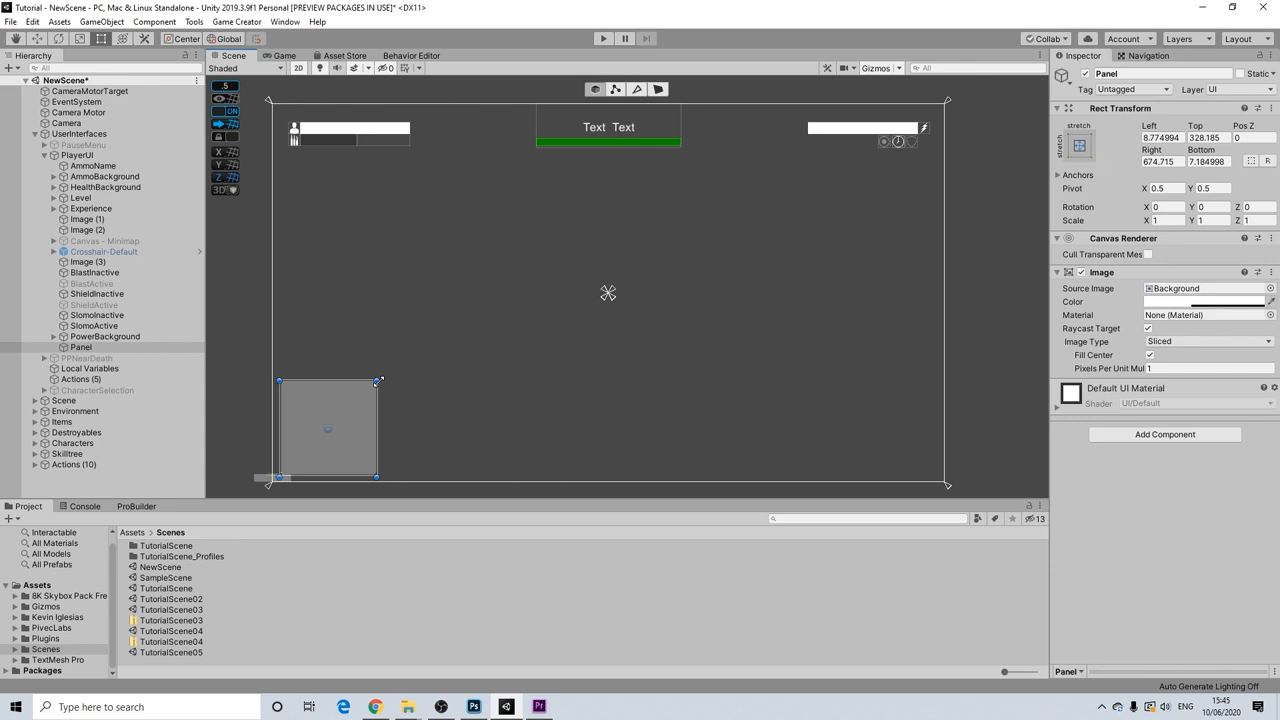 Tutorial - NewScene - PC, Mac & Linux Standalone - Unity 2019.3.9f1 Personal [PREVIEW PACKAGES IN USE]* <DX11>
File Edit Assets GameObject Component Tools Game Creator Window Help
Center Global Collab Account Layers Layout
Hierarchy
All
NewScene*
CameraMotorTarget
EventSystem
Camera Motor
Camera
UserInterfaces
PauseMenu
PlayerUI
AmmoName
AmmoBackground
HealthBackground
Level
Experience
Image (1)
Image (2)
Canvas - Minimap
Crosshair-Default
Image (3)
BlastInactive
BlastActive
ShieldInactive
ShieldActive
SlomoInactive
SlomoActive
PowerBackground
Panel
PPNearDeath
Local Variables
Actions (5)
CharacterSelection
Scene
Environment
Items
Destroyables
Characters
Skilltree
Actions (10)
Scene Game Asset Store Behavior Editor
Shaded 2D 0 Gizmos All
.5
ON
X
Y
Z
3D
Text Text
Inspector Navigation
Panel Static
Tag Untagged Layer UI
Rect Transform
stretch
stretch
Left Top Pos Z
8.774994 328.185 0
Right Bottom
674.715 7.184998 R
Anchors
Pivot X 0.5 Y 0.5
Rotation X 0 Y 0 Z 0
Scale X 1 Y 1 Z 1
Canvas Renderer
Cull Transparent Mes
Image
Source Image Background
Color
Material None (Material)
Raycast Target
Image Type Sliced
Fill Center
Pixels Per Unit Mul 1
Default UI Material
Shader UI/Default
Add Component
Panel
Project Console ProBuilder
13
Interactable
All Materials
All Models
All Prefabs
Assets
8K Skybox Pack Fre
Gizmos
Kevin Iglesias
PivecLabs
Plugins
Scenes
TextMesh Pro
Packages
Assets Scenes
TutorialScene
TutorialScene_Profiles
NewScene
SampleScene
TutorialScene
TutorialScene02
TutorialScene03
TutorialScene03
TutorialScene04
TutorialScene04
TutorialScene05
Auto Generate Lighting Off
Type here to search
Ps
Pr
ENG
15:45
10/06/2020